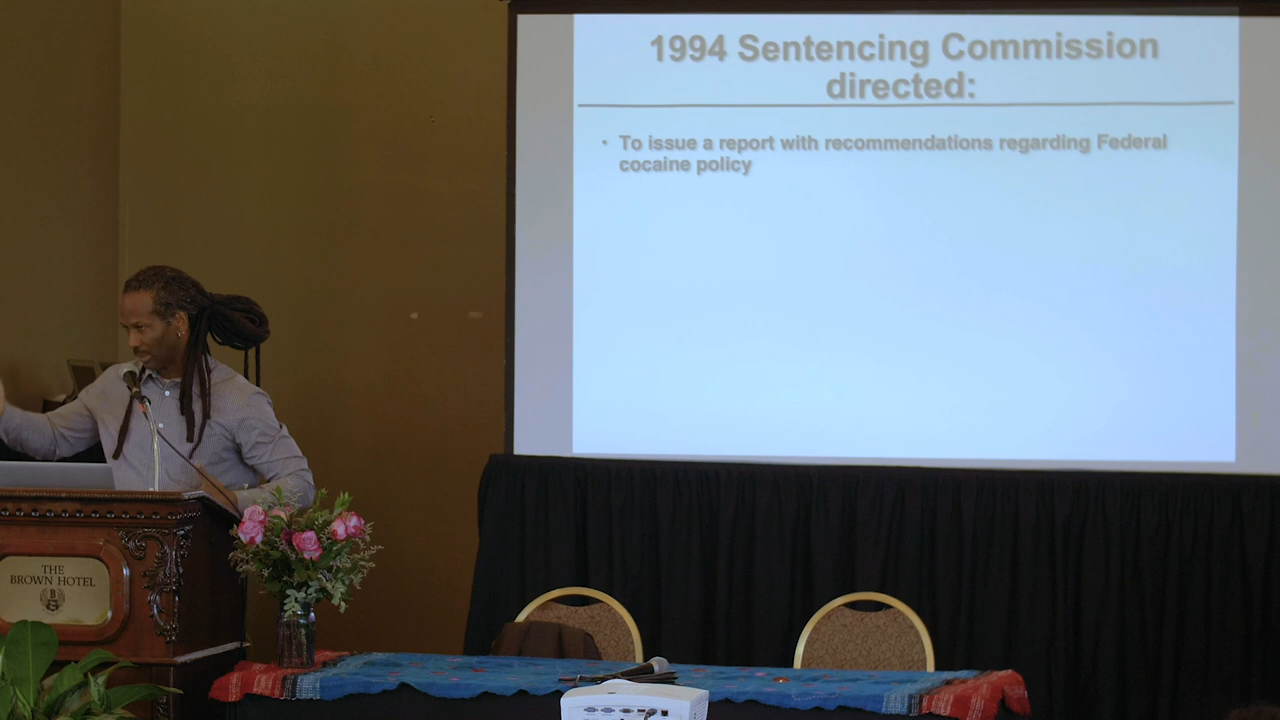 1994 Sentencing Commission
directed:
• To issue a report with recommendations regarding Federal
cocaine policy
THE
BROWN HOTEL
B